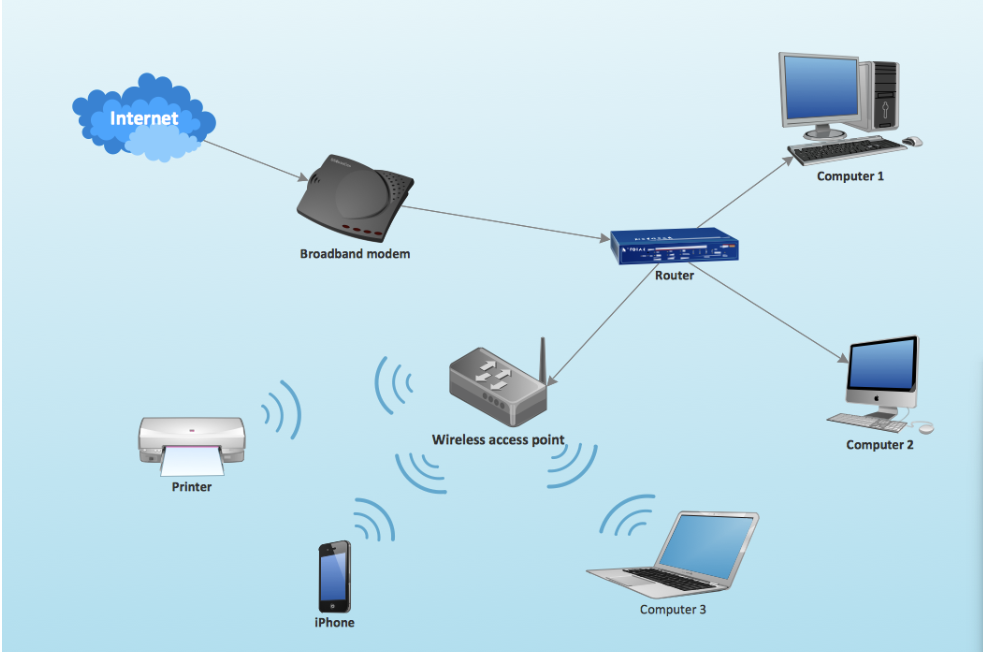 Internet
Broadband modem
Computer 1
Router
Wireless access point
Computer 2
Printer
iPhone
Computer 3